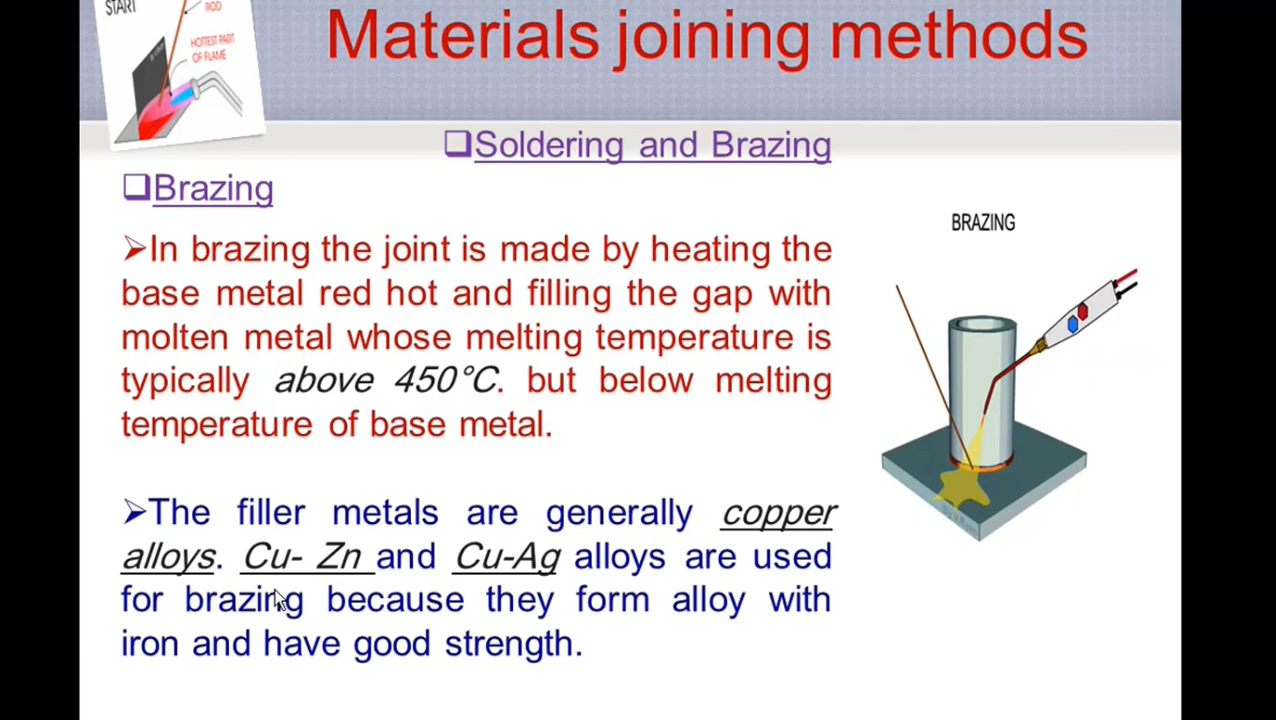 START
ROD
HOTTEST PART
OF FLAME
Materials joining methods
Soldering and Brazing
Brazing
In brazing the joint is made by heating the
base metal red hot and filling the gap with
molten metal whose melting temperature is
typically above 450°C. but below melting
temperature of base metal.
The filler metals are generally copper
alloys. Cu- Zn and Cu-Ag alloys are used
for brazing because they form alloy with
iron and have good strength.
BRAZING